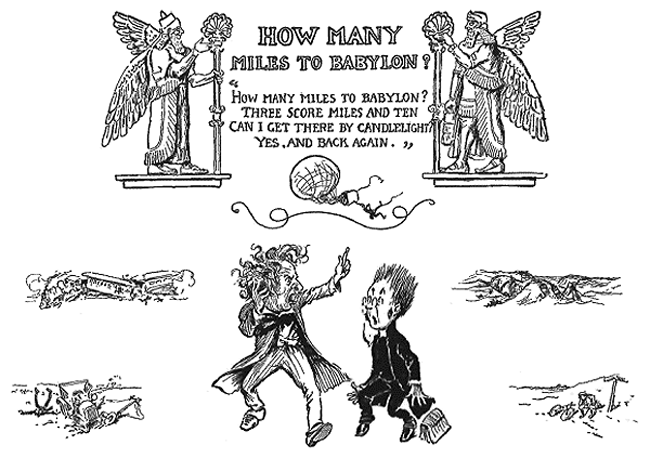 HOW MANY
MILES TO BABYLON?
"HOW MANY MILES TO BABYLON?
THREE SCORE MILES AND TEN
CAN I GET THERE BY CANDLELIGHT?
YES, AND BACK AGAIN."